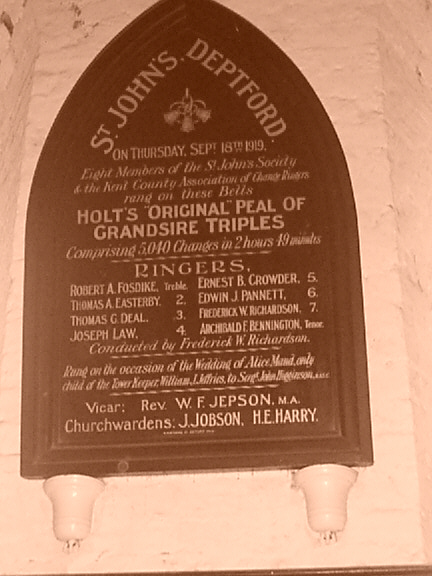 ST JOHN'S, DEPTFORD
ON THURSDAY, SEPT 18TH 1919,
Eight Members of the St John's Society
& the Kent County Association of Change Ringers
rang on these Bells
HOLT'S "ORIGINAL" PEAL OF
GRANDSIRE TRIPLES
Comprising 5,040 Changes in 2 hours 49 minutes
RINGERS,
ROBERT A. FOSDIKE, Treble. ERNEST B. CROWDER, 5.
THOMAS A. EASTERBY. 2. EDWIN J. PANNETT, 6.
THOMAS G. DEAL. 3. FREDERICK W. RICHARDSON, 7.
JOSEPH LAW, 4. ARCHIBALD F. BENNINGTON, Tenor.
Conducted by Frederick W. Richardson.
Rung on the occasion of the Wedding of Alice Maud, only
child of the Tower Keeper, William J. Jeffries, to Sergt John Higginson,
Vicar: Rev. W. F. JEPSON, M.A.
Churchwardens: J. JOBSON, H. E. HARRY.